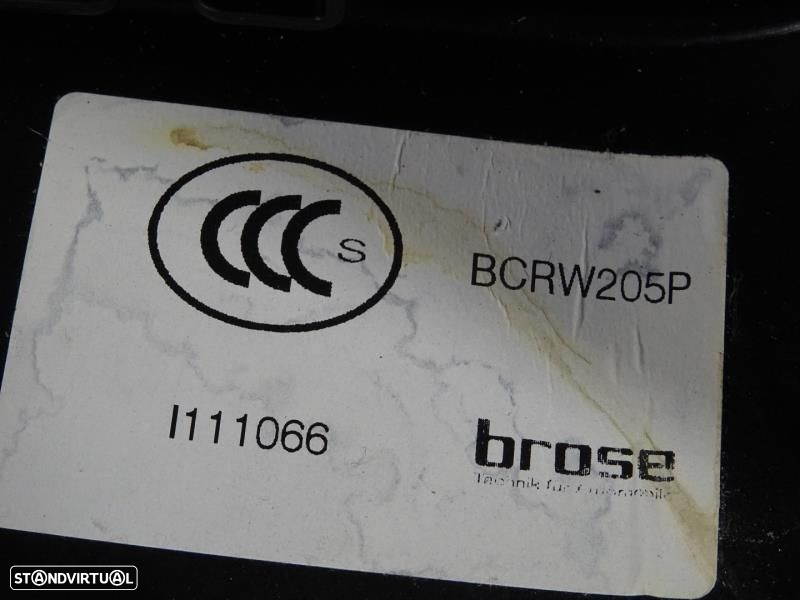 CCC S
BCRW205P
I111066
brose
Technik für Automobile
STANDVIRTUAL